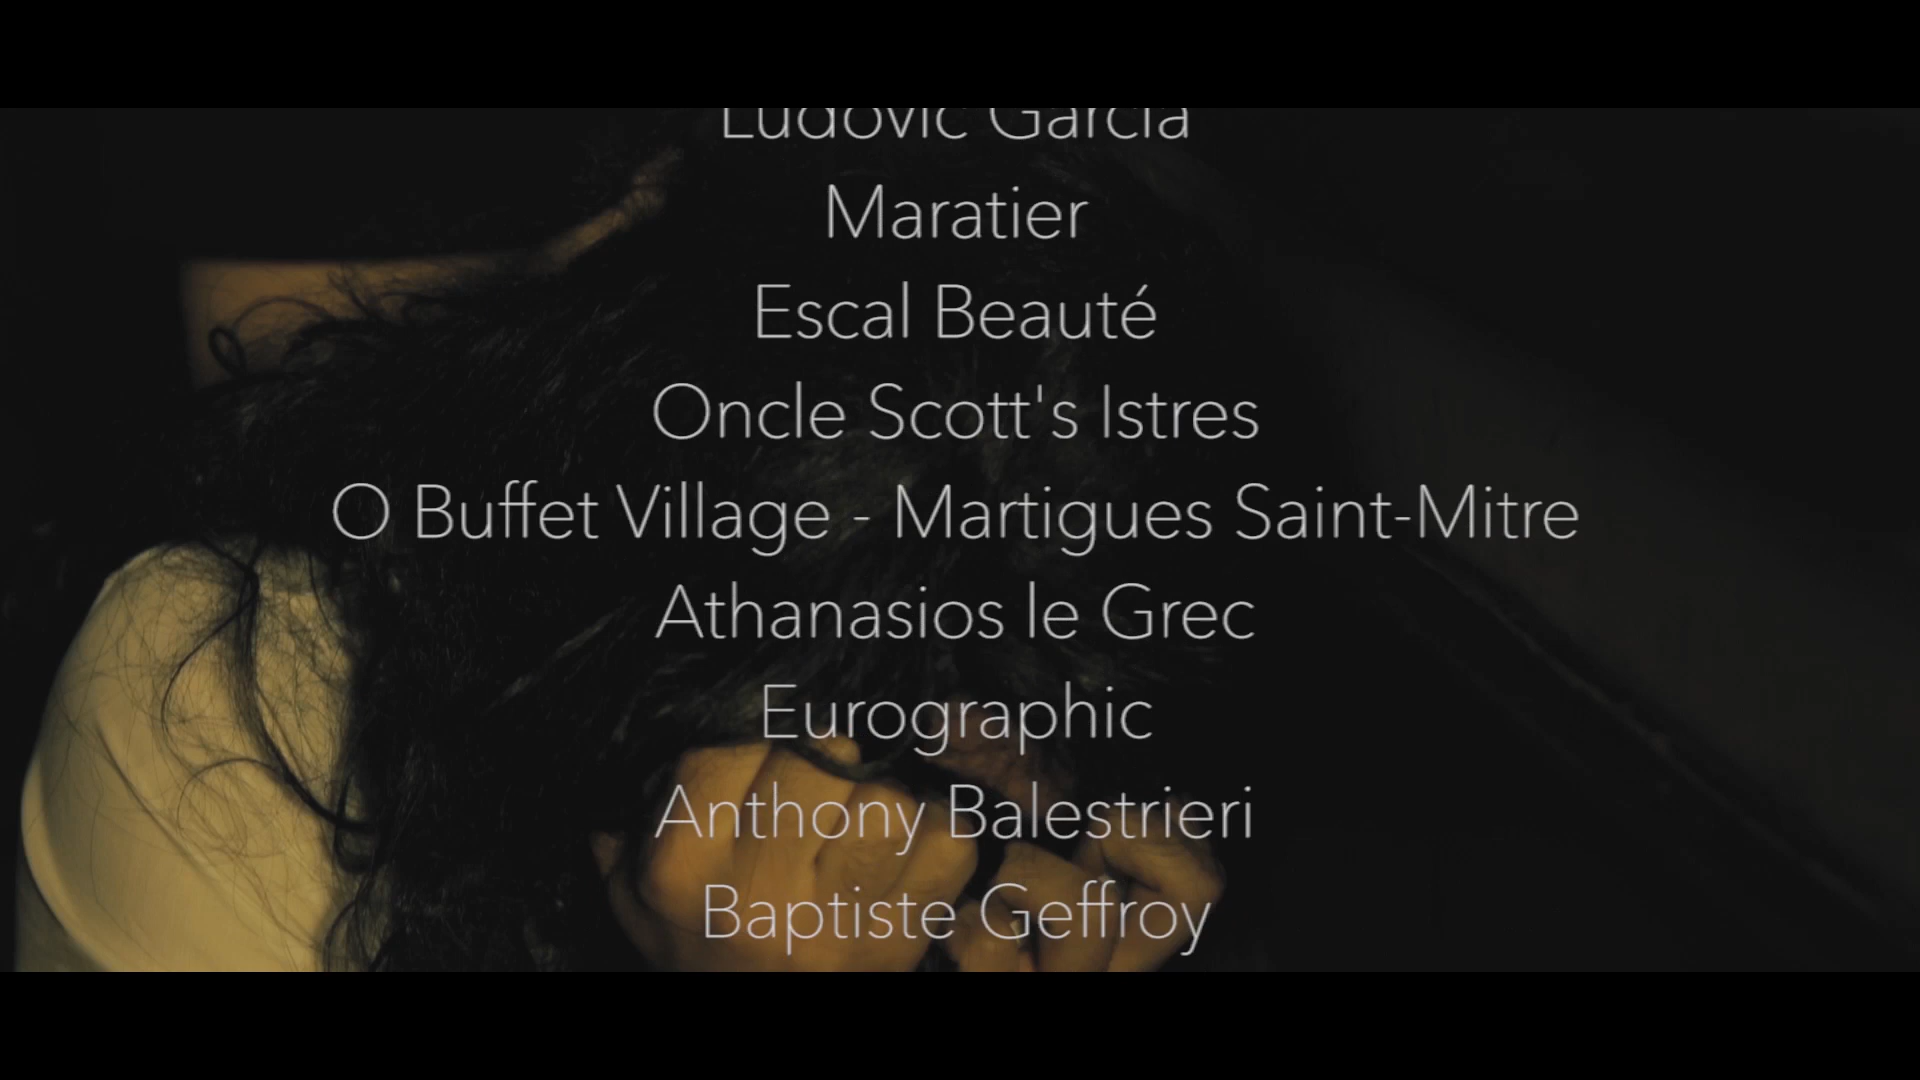 Ludovic Garcia
Maratier
Escal Beauté
Oncle Scott's Istres
O Buffet Village - Martigues Saint-Mitre
Athanasios le Grec
Eurographic
Anthony Balestrieri
Baptiste Geffroy